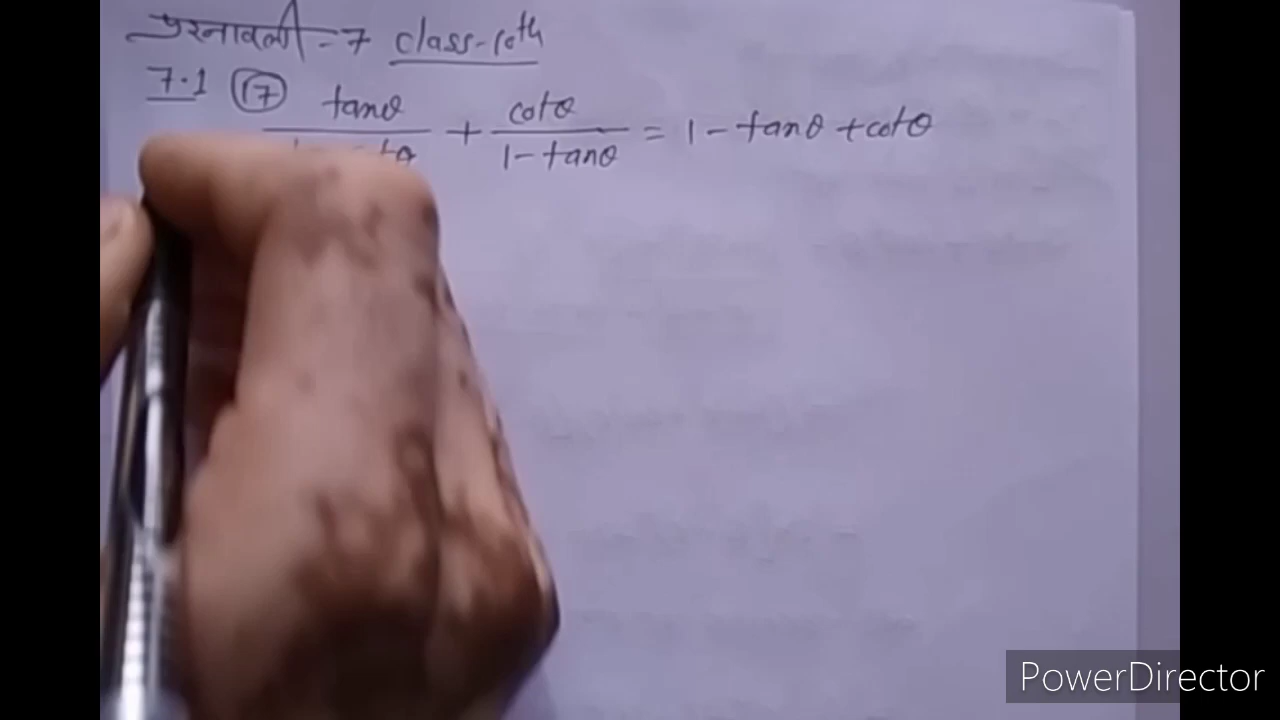 प्रश्नावली - 7 class-10th
7.1 (17) tanθ / + cotθ / 1 - tanθ = 1 - tanθ + cotθ
PowerDirector